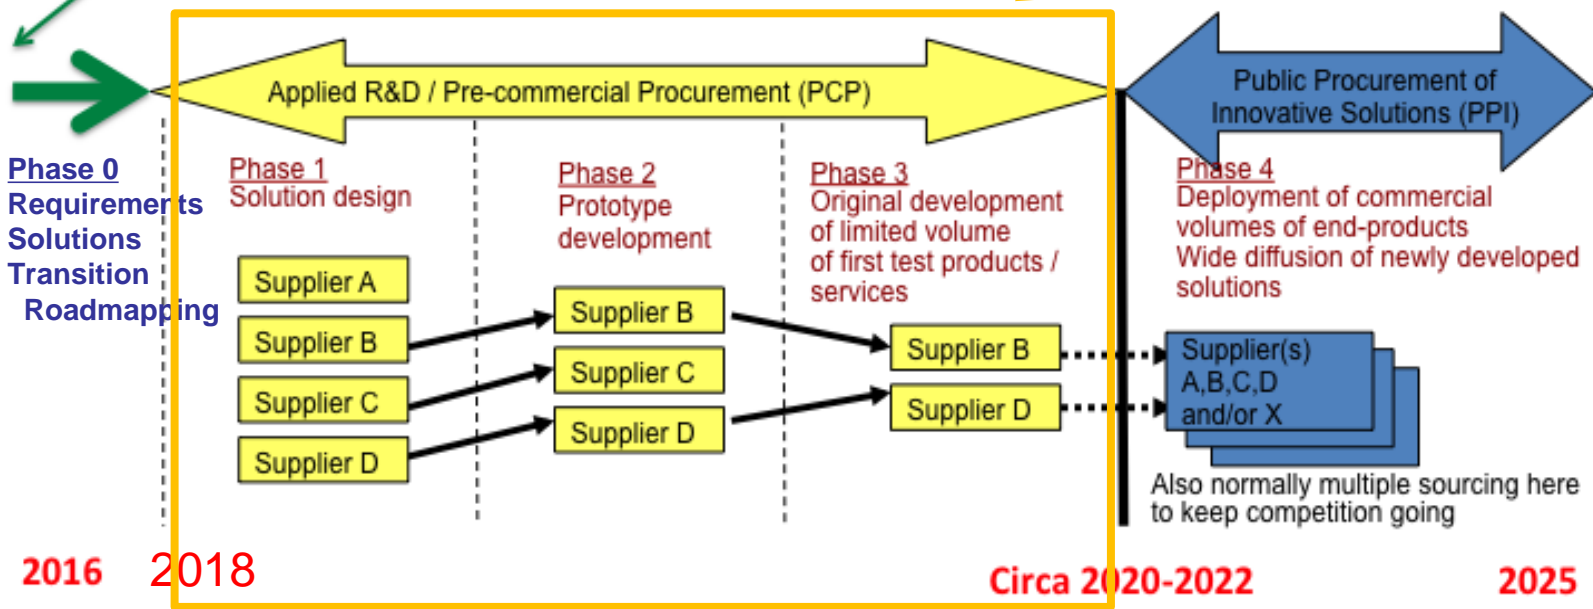 Applied R&D / Pre-commercial Procurement (PCP)
Public Procurement of
Innovative Solutions (PPI)
Phase 0
Requirements
Solutions
Transition
Roadmapping
Phase 1
Solution design
Supplier A
Supplier B
Supplier C
Supplier D
Phase 2
Prototype
development
Supplier B
Supplier C
Supplier D
Phase 3
Original development
of limited volume
of first test products /
services
Supplier B
Supplier D
Phase 4
Deployment of commercial
volumes of end-products
Wide diffusion of newly developed
solutions
Supplier(s)
A,B,C,D
and/or X
Also normally multiple sourcing here
to keep competition going
2016
2018
Circa 2020-2022
2025